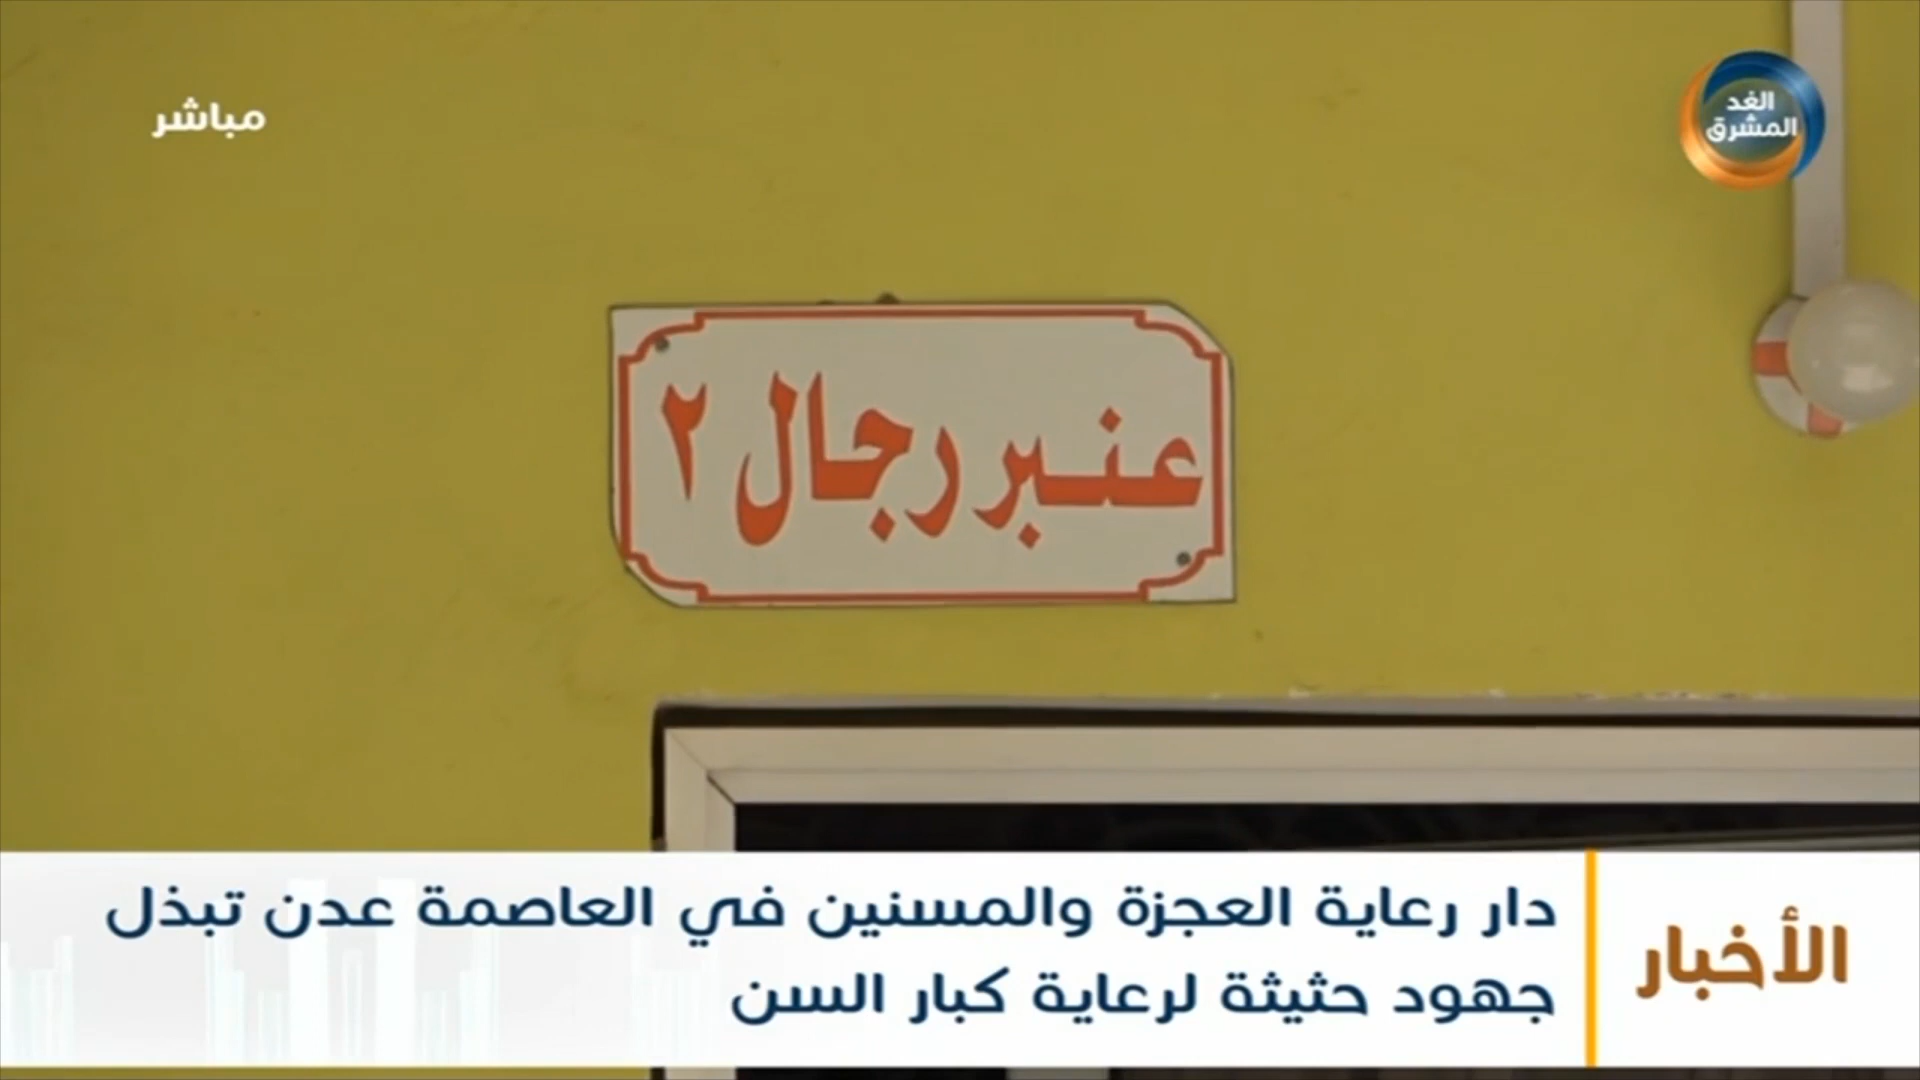 مباشر
الغد
المشرق
عنبر رجال ٢
الأخبار
دار رعاية العجزة والمسنين في العاصمة عدن تبذل
جهود حثيثة لرعاية كبار السن